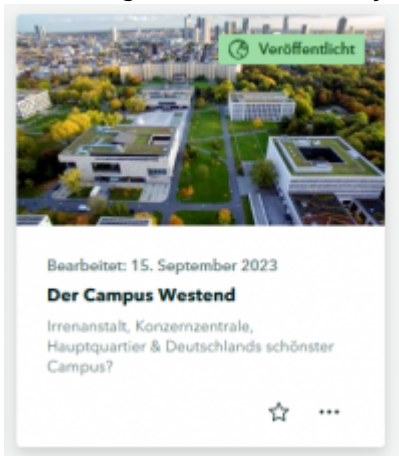 Veröffentlicht
Bearbeitet: 15. September 2023
Der Campus Westend
Irrenanstalt, Konzernzentrale,
Hauptquartier & Deutschlands schönster
Campus?